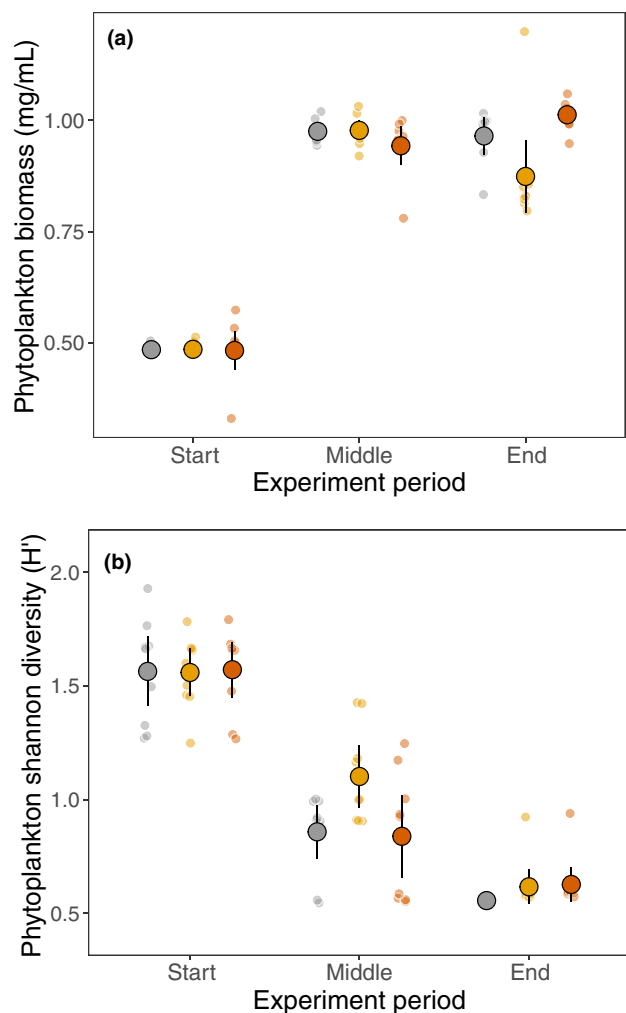 (a)
Phytoplankton biomass (mg/mL)
1.00
0.75
0.50
Start Middle End
Experiment period
(b)
Phytoplankton shannon diversity (H')
2.0
1.5
1.0
0.5
Start Middle End
Experiment period